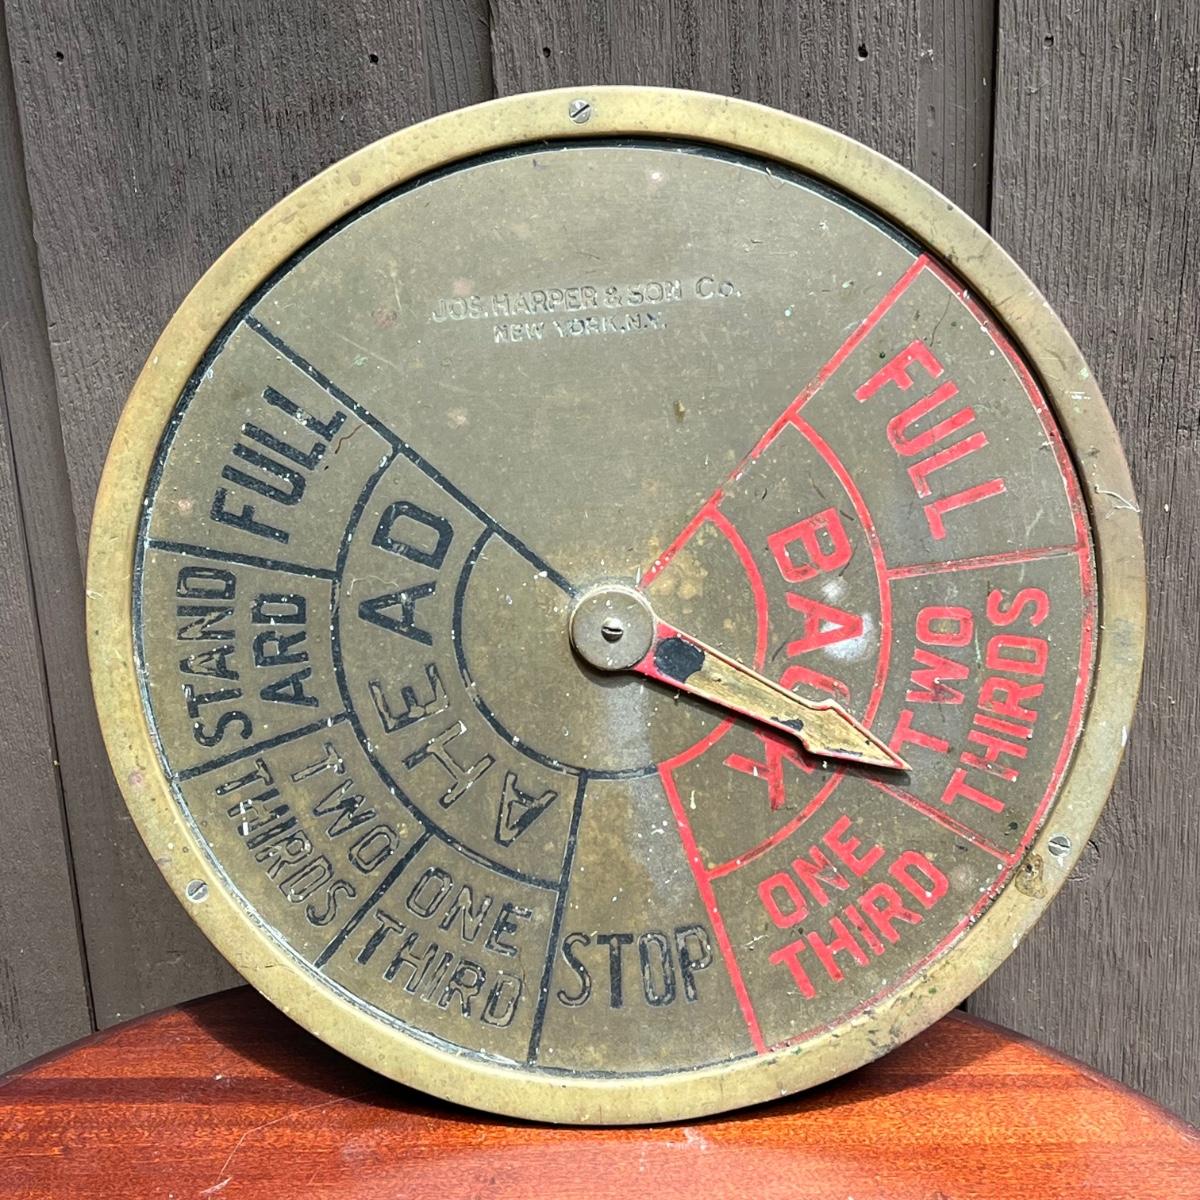 JOS. HARPER & SON CO.
NEW YORK, N.Y.
AHEAD
FULL
STAND
ARD
TWO
THIRDS
ONE
THIRD
STOP
BACK
FULL
TWO
THIRDS
ONE
THIRD